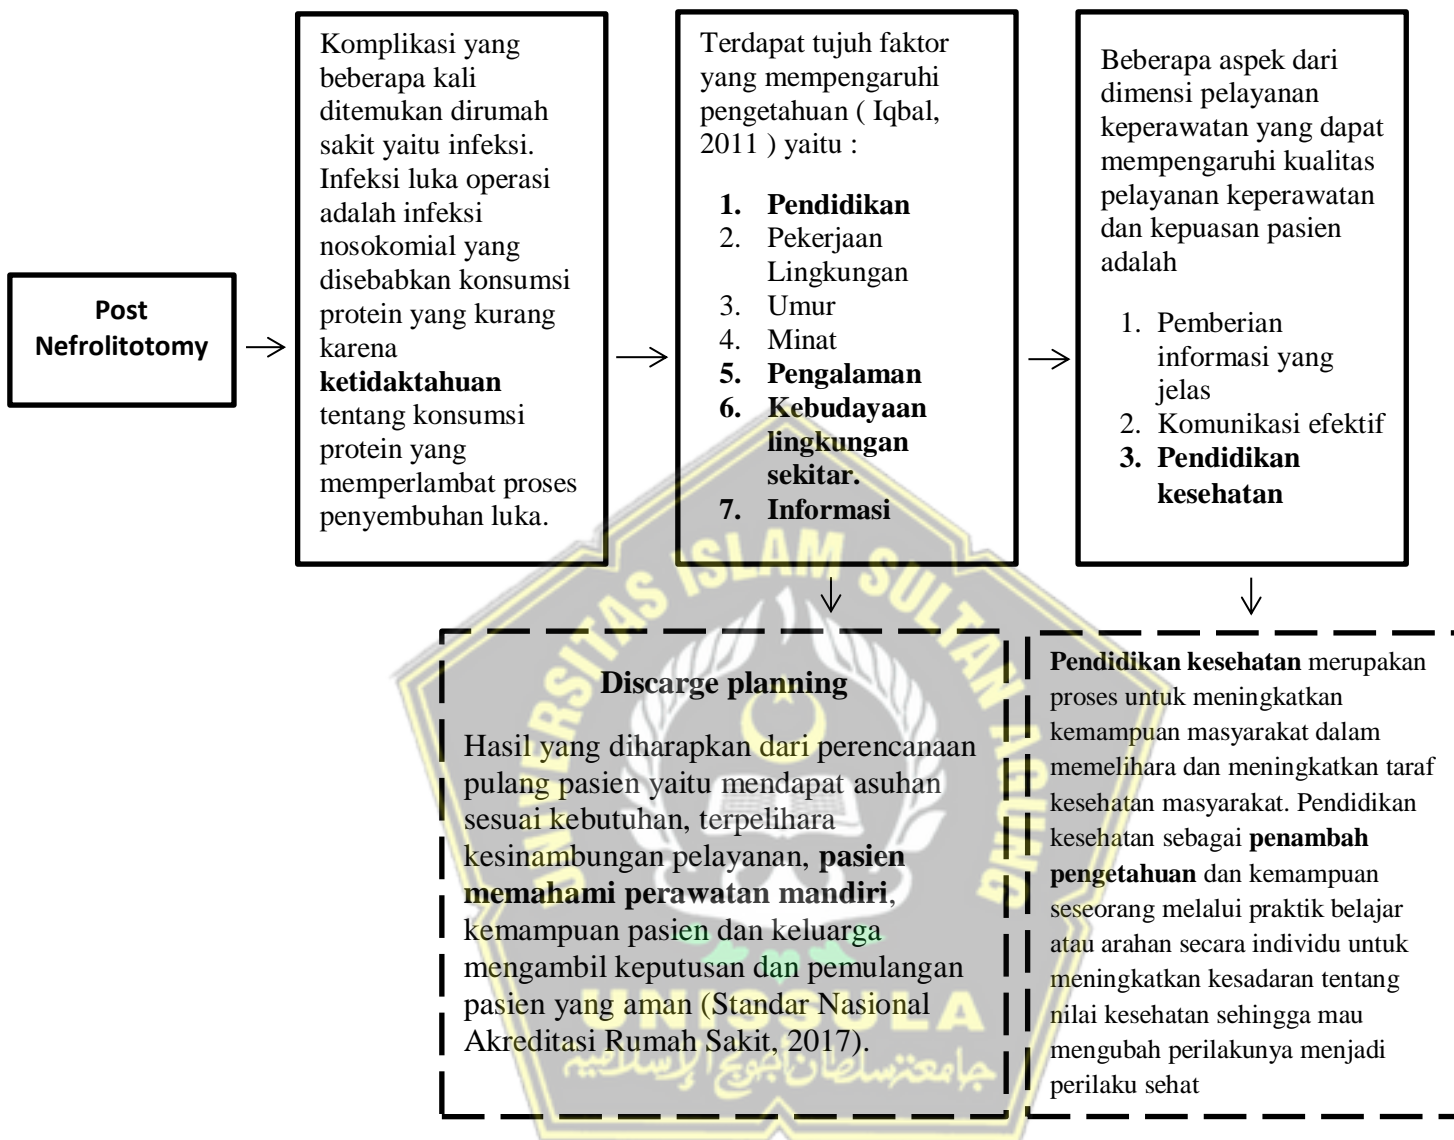 Post
Nefrolitotomy
Komplikasi yang
beberapa kali
ditemukan dirumah
sakit yaitu infeksi.
Infeksi luka operasi
adalah infeksi
nosokomial yang
disebabkan konsumsi
protein yang kurang
karena
ketidaktahuan
tentang konsumsi
protein yang
memperlambat proses
penyembuhan luka.
Terdapat tujuh faktor
yang mempengaruhi
pengetahuan ( Iqbal,
2011 ) yaitu :
1. Pendidikan
2. Pekerjaan
Lingkungan
3. Umur
4. Minat
5. Pengalaman
6. Kebudayaan
lingkungan
sekitar.
7. Informasi
Beberapa aspek dari
dimensi pelayanan
keperawatan yang dapat
mempengaruhi kualitas
pelayanan keperawatan
dan kepuasan pasien
adalah
1. Pemberian
informasi yang
jelas
2. Komunikasi efektif
3. Pendidikan
kesehatan
Discarge planning
Hasil yang diharapkan dari perencanaan
pulang pasien yaitu mendapat asuhan
sesuai kebutuhan, terpelihara
kesinambungan pelayanan, pasien
memahami perawatan mandiri,
kemampuan pasien dan keluarga
mengambil keputusan dan pemulangan
pasien yang aman (Standar Nasional
Akreditasi Rumah Sakit, 2017).
Pendidikan kesehatan merupakan
proses untuk meningkatkan
kemampuan masyarakat dalam
memelihara dan meningkatkan taraf
kesehatan masyarakat. Pendidikan
kesehatan sebagai penambah
pengetahuan dan kemampuan
seseorang melalui praktik belajar
atau arahan secara individu untuk
meningkatkan kesadaran tentang
nilai kesehatan sehingga mau
mengubah perilakunya menjadi
perilaku sehat
UNIVERSITAS ISLAM SULTAN AGUNG
UNISSULA
جامعتسلطان أجونج الإسلامية